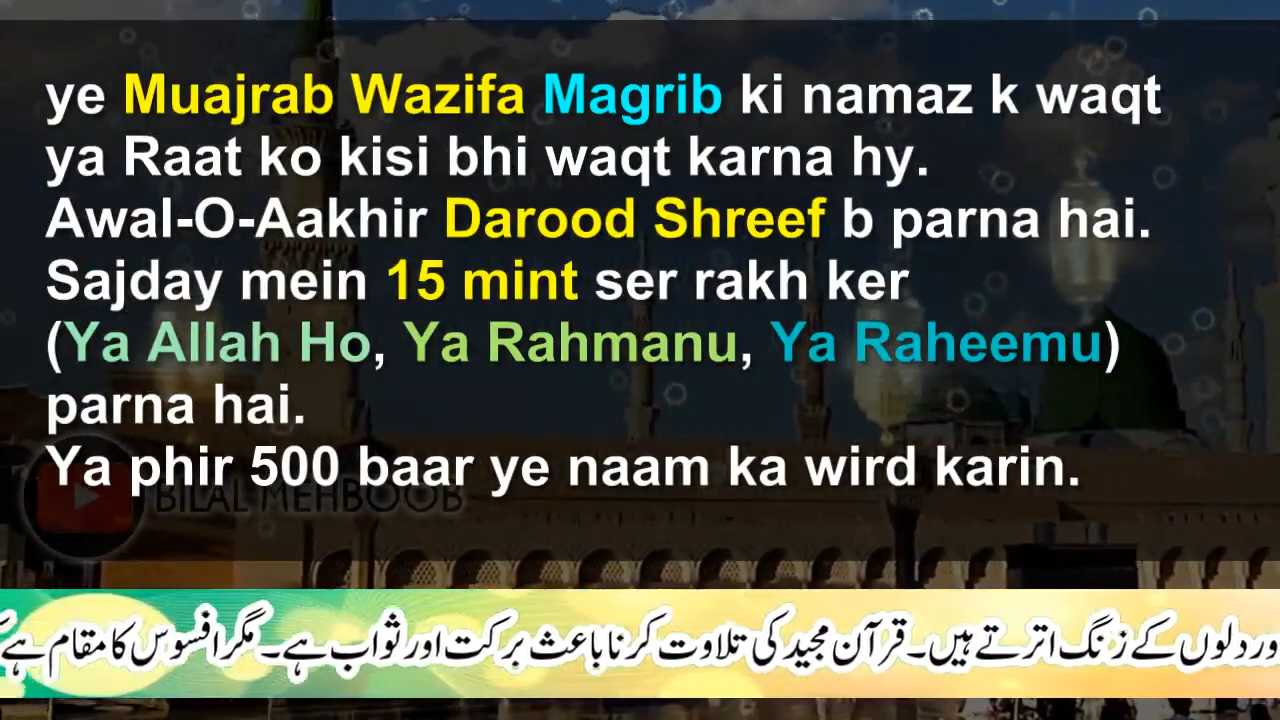 ye Muajrab Wazifa Magrib ki namaz k waqt
ya Raat ko kisi bhi waqt karna hy.
Awal-O-Aakhir Darood Shreef b parna hai.
Sajday mein 15 mint ser rakh ker
(Ya Allah Ho, Ya Rahmanu, Ya Raheemu)
parna hai.
Ya phir 500 baar ye naam ka wird karin.
BILAL MEHBOOB
ور دلوں کے زنگ اترتے ہیں۔ قرآن مجید کی تلاوت کرنا باعث برکت اور ثواب ہے۔ مگر افسوس کا مقام ہے